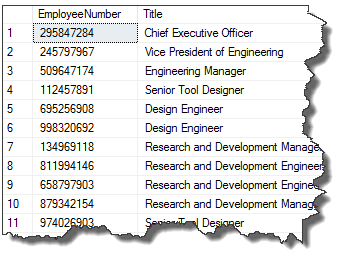 EmployeeNumber Title
1 295847284 Chief Executive Officer
2 245797967 Vice President of Engineering
3 509647174 Engineering Manager
4 112457891 Senior Tool Designer
5 695256908 Design Engineer
6 998320692 Design Engineer
7 134969118 Research and Development Manage
8 811994146 Research and Development Engineer
9 658797903 Research and Development Engine
10 879342154 Research and Development Manag
11 974026903 Senior Tool Designer